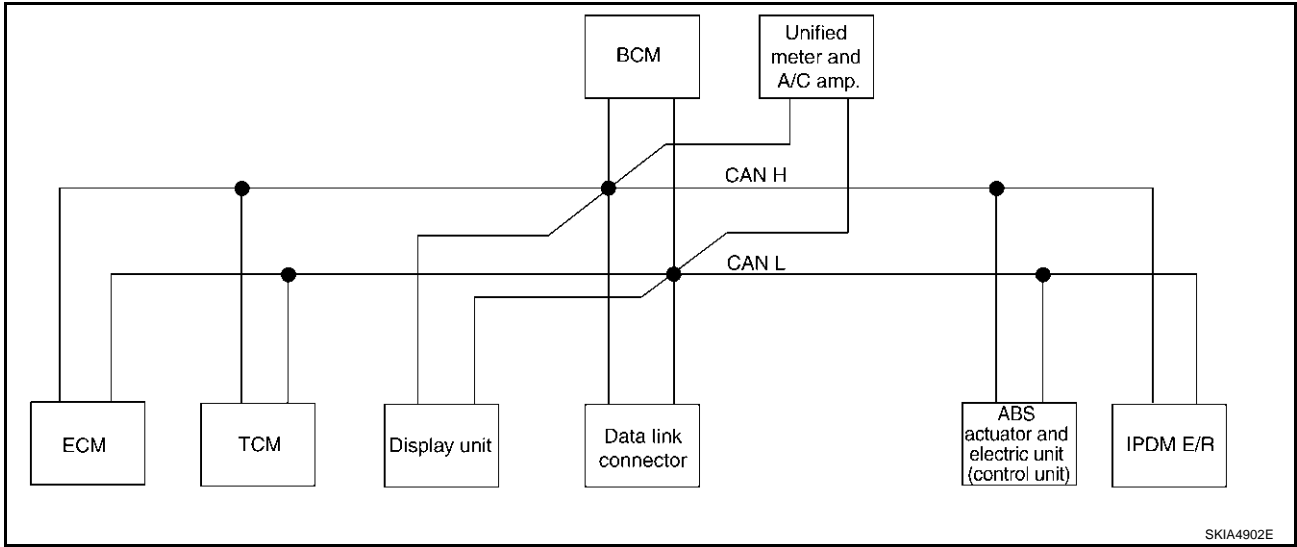 BCM
Unified
meter and
A/C amp.
CAN H
CAN L
ECM
TCM
Display unit
Data link
connector
ABS
actuator and
electric unit
(control unit)
IPDM E/R
SKIA4902E